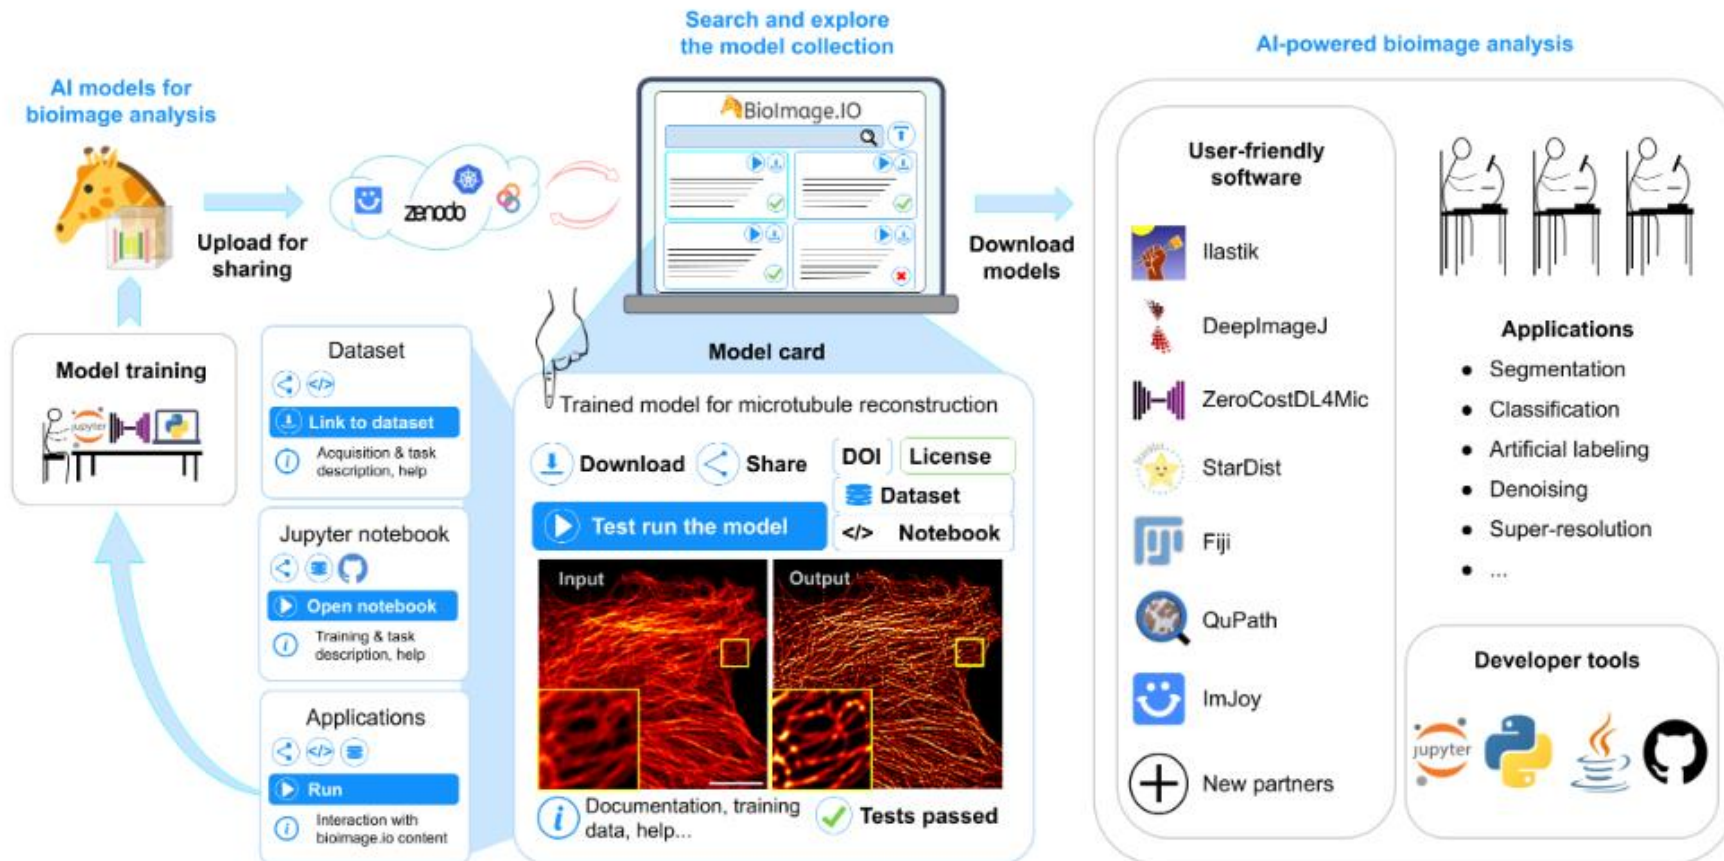 Search and explore
the model collection
AI-powered bioimage analysis
AI models for
bioimage analysis
BioImage.IO
zenodo
Upload for
sharing
Download
models
User-friendly
software
Ilastik
DeepImageJ
ZeroCostDL4Mic
StarDist
Fiji
QuPath
ImJoy
New partners
Applications
● Segmentation
● Classification
● Artificial labeling
● Denoising
● Super-resolution
● ...
Developer tools
jupyter
Model training
jupyter
Dataset
</>
Link to dataset
i Acquisition & task
description, help
Jupyter notebook
Open notebook
i Training & task
description, help
Applications
</>
Run
i Interaction with
bioimage.io content
Model card
Trained model for microtubule reconstruction
Download Share DOI License
Dataset
Test run the model
</> Notebook
Input Output
i Documentation, training
data, help...
Tests passed